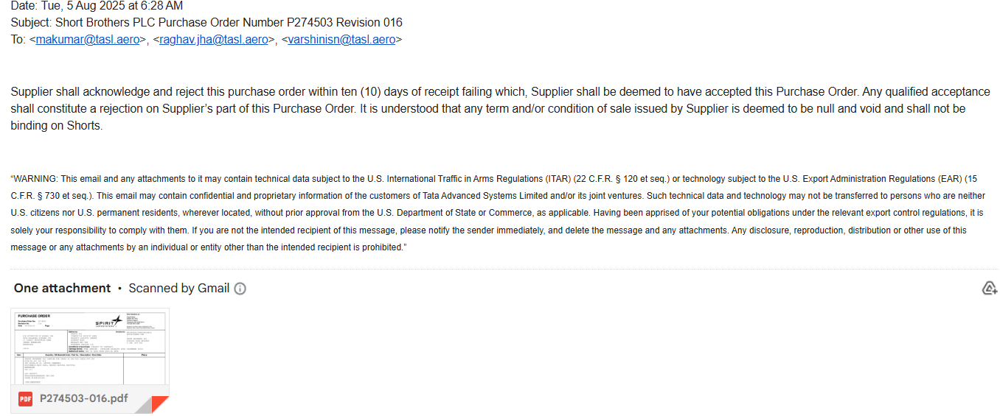 Date: Tue, 5 Aug 2025 at 6:28 AM
Subject: Short Brothers PLC Purchase Order Number P274503 Revision 016
To: <makumar@tasl.aero>, <raghav.jha@tasl.aero>, <varshinisn@tasl.aero>
Supplier shall acknowledge and reject this purchase order within ten (10) days of receipt failing which, Supplier shall be deemed to have accepted this Purchase Order. Any qualified acceptance
shall constitute a rejection on Supplier’s part of this Purchase Order. It is understood that any term and/or condition of sale issued by Supplier is deemed to be null and void and shall not be
binding on Shorts.
“WARNING: This email and any attachments to it may contain technical data subject to the U.S. International Traffic in Arms Regulations (ITAR) (22 C.F.R. § 120 et seq.) or technology subject to the U.S. Export Administration Regulations (EAR) (15
C.F.R. § 730 et seq.). This email may contain confidential and proprietary information of the customers of Tata Advanced Systems Limited and/or its joint ventures. Such technical data and technology may not be transferred to persons who are neither
U.S. citizens nor U.S. permanent residents, wherever located, without prior approval from the U.S. Department of State or Commerce, as applicable. Having been apprised of your potential obligations under the relevant export control regulations, it is
solely your responsibility to comply with them. If you are not the intended recipient of this message, please notify the sender immediately, and delete the message and any attachments. Any disclosure, reproduction, distribution or other use of this
message or any attachments by an individual or entity other than the intended recipient is prohibited.”
One attachment • Scanned by Gmail
PURCHASE ORDER
SPIRIT
PDF P274503-016.pdf